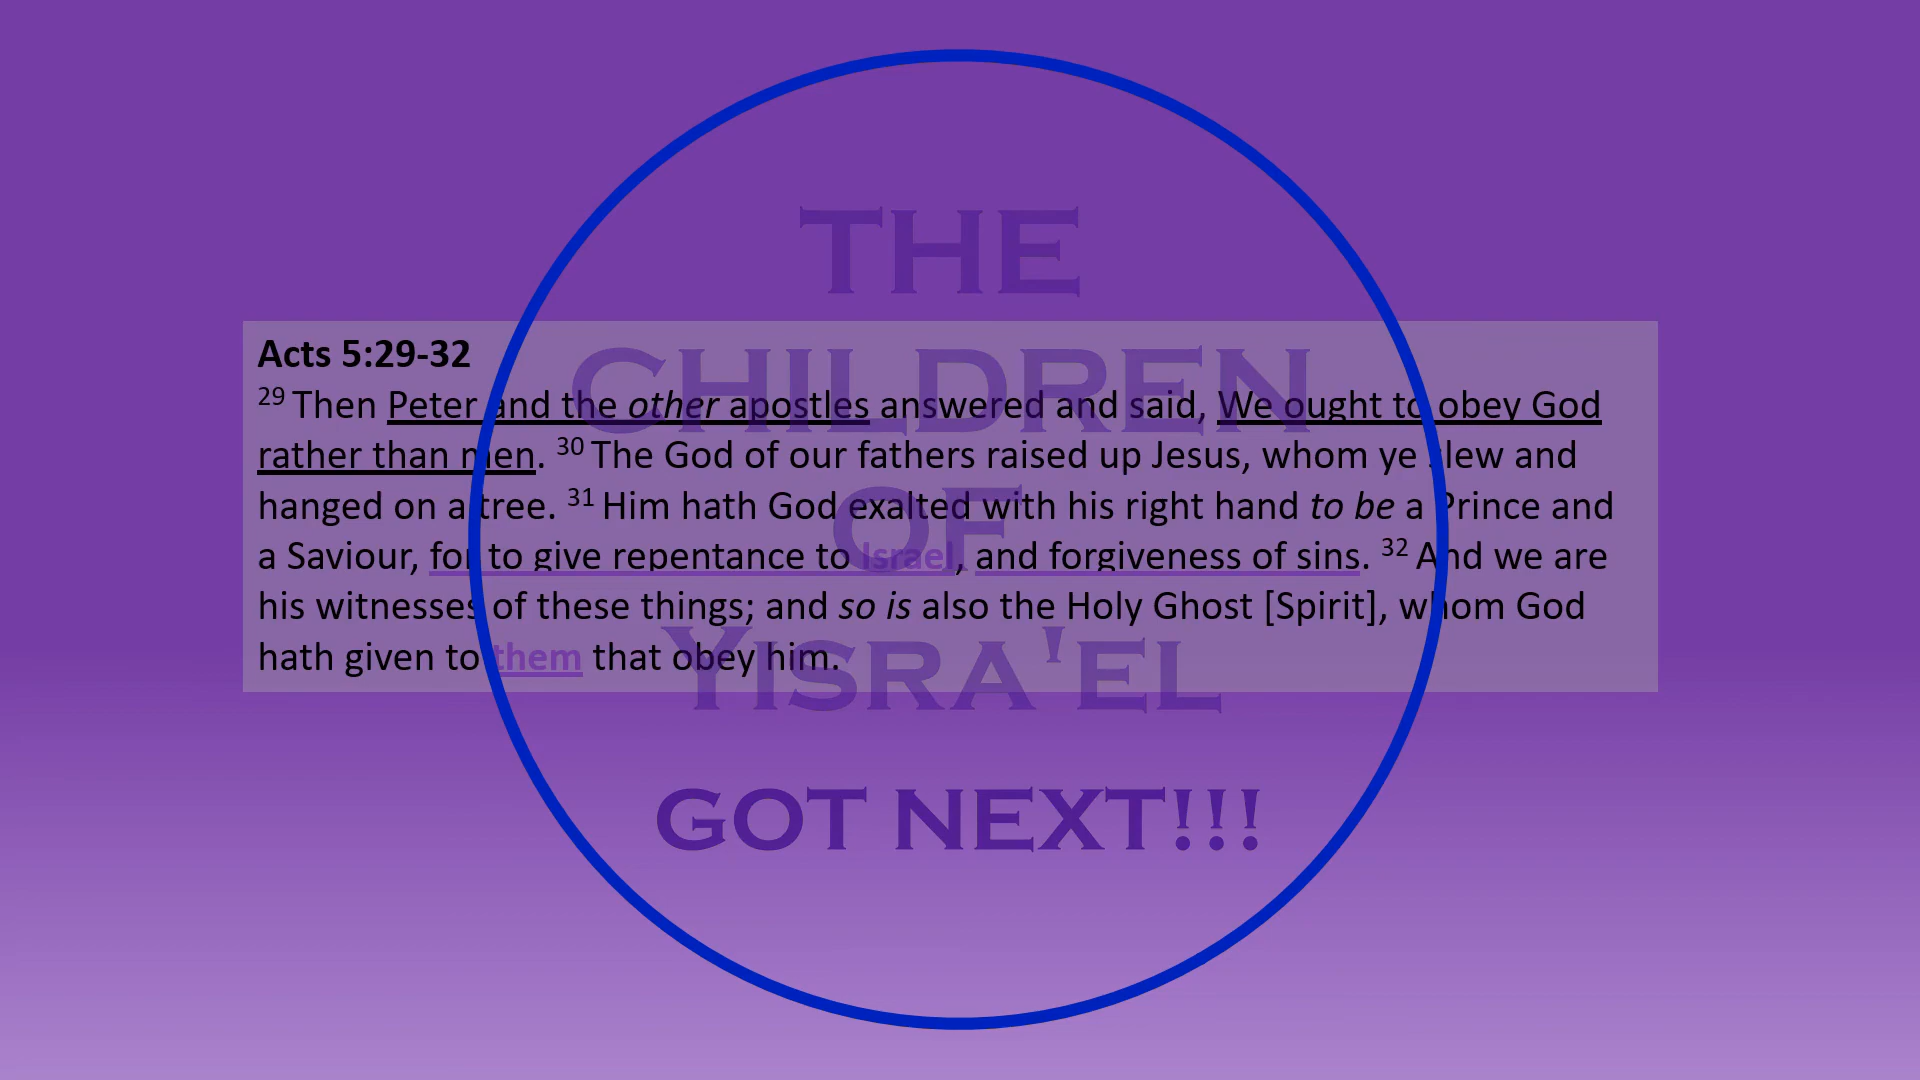 THE
CHILDREN
OF
YISRA'EL
GOT NEXT!!!
Acts 5:29-32
29 Then Peter and the other apostles answered and said, We ought to obey God
rather than men. 30 The God of our fathers raised up Jesus, whom ye slew and
hanged on a tree. 31 Him hath God exalted with his right hand to be a Prince and
a Saviour, for to give repentance to Israel, and forgiveness of sins. 32 And we are
his witnesses of these things; and so is also the Holy Ghost [Spirit], whom God
hath given to them that obey him.